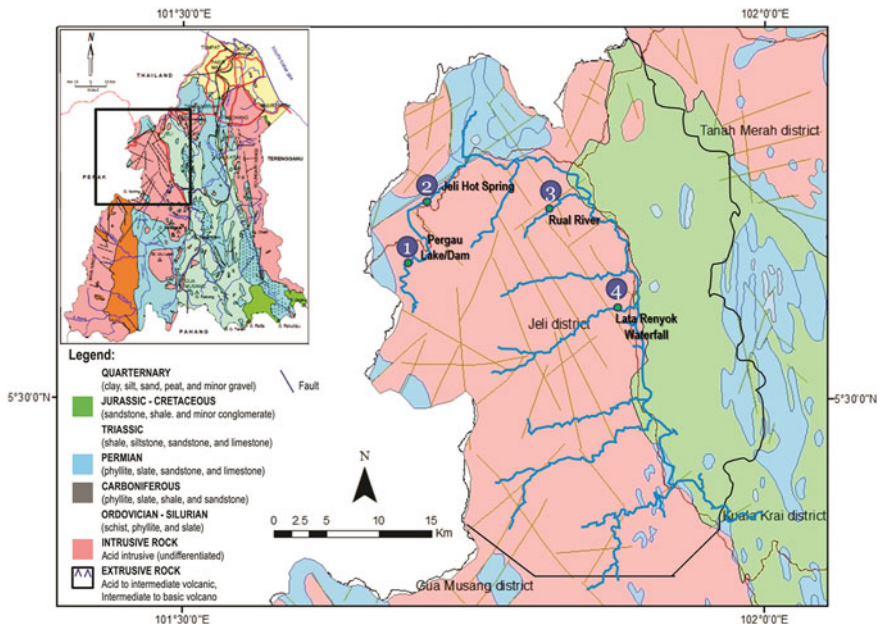 101°30'0"E
102°0'0"E
THAILAND
PERAK
TERENGGANU
PAHANG
Tanah Merah district
2
Jeli Hot Spring
3
Rual River
1
Pergau
Lake/Dam
4
Jeli district
Lata Renyok
Waterfall
Legend:
QUARTERNARY
(clay, silt, sand, peat, and minor gravel)
Fault
JURASSIC - CRETACEOUS
(sandstone, shale. and minor conglomerate)
TRIASSIC
(shale, siltstone, sandstone, and limestone)
PERMIAN
(phyllite, slate, sandstone, and limestone)
CARBONIFEROUS
(phyllite, slate, shale, and sandstone)
ORDOVICIAN - SILURIAN
(schist, phyllite, and slate)
INTRUSIVE ROCK
Acid intrusive (undifferentiated)
EXTRUSIVE ROCK
Acid to intermediate volcanic,
Intermediate to basic volcano
5°30'0"N
5°30'0"N
N
0 2.5 5 10 15
Km
Kuala Krai district
Gua Musang district
101°30'0"E
102°0'0"E